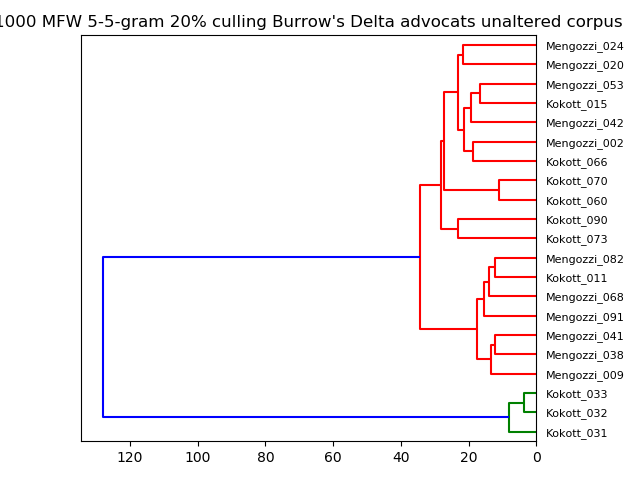 1000 MFW 5-5-gram 20% culling Burrow's Delta advocats unaltered corpus
Mengozzi_024
Mengozzi_020
Mengozzi_053
Kokott_015
Mengozzi_042
Mengozzi_002
Kokott_066
Kokott_070
Kokott_060
Kokott_090
Kokott_073
Mengozzi_082
Kokott_011
Mengozzi_068
Mengozzi_091
Mengozzi_041
Mengozzi_038
Mengozzi_009
Kokott_033
Kokott_032
Kokott_031
120 100 80 60 40 20 0